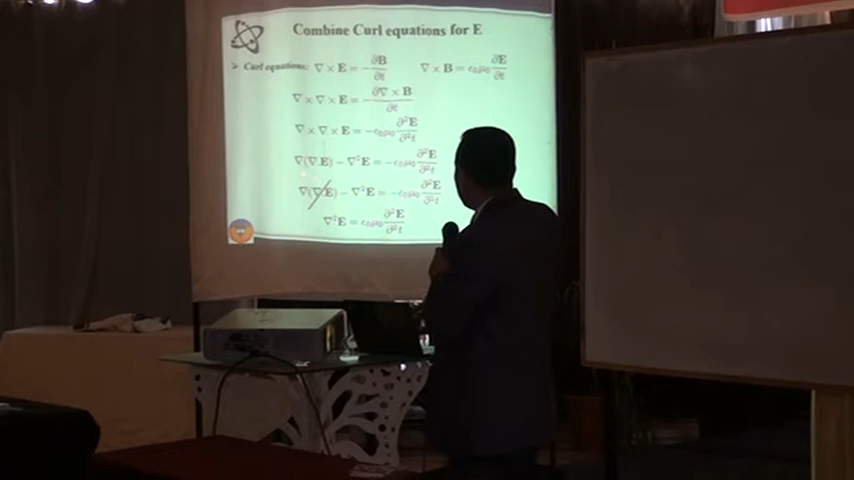 Combine Curl equations for E
➢ Curl equations: ∇ × E = −∂B/∂t   ∇ × B = ε₀μ₀ ∂E/∂t
∇ × ∇ × E = −∂∇ × B/∂t
∇ × ∇ × E = −ε₀μ₀ ∂²E/∂²t
∇(∇.E) − ∇²E = −ε₀μ₀ ∂²E/∂²t
∇(∇.E) − ∇²E = −ε₀μ₀ ∂²E/∂²t
∇²E = ε₀μ₀ ∂²E/∂²t